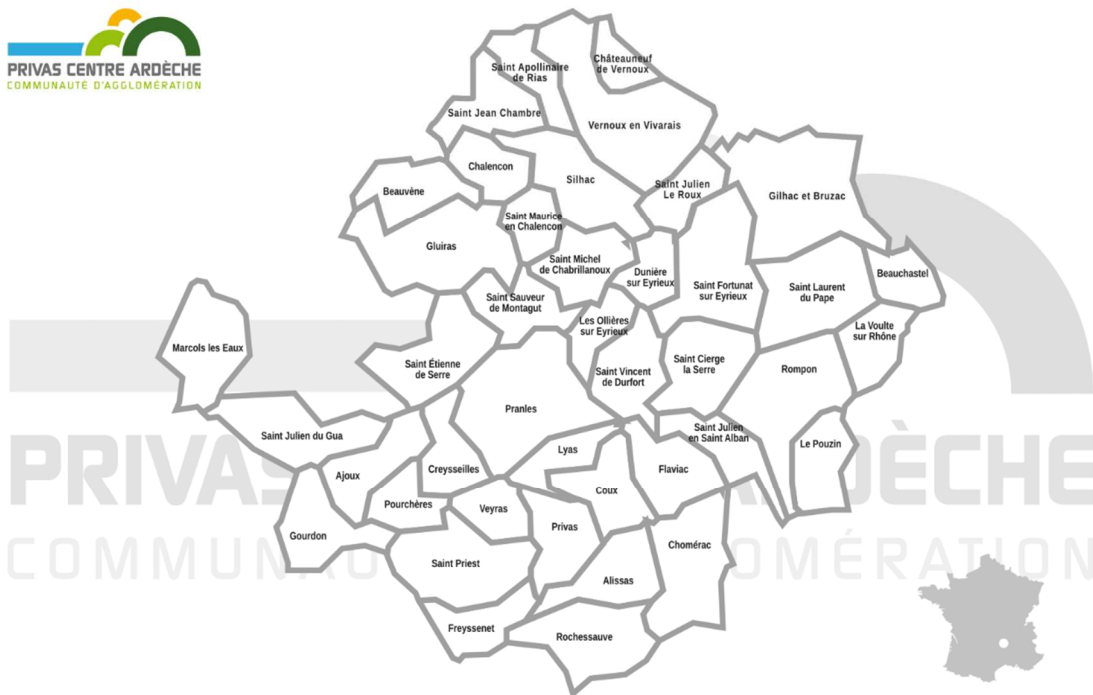 PRIVAS CENTRE ARDÈCHE
COMMUNAUTÉ D'AGGLOMÉRATION
Châteauneuf
de Vernoux
Saint Apollinaire
de Rias
Saint Jean Chambre
Vernoux en Vivarais
Chalencon
Silhac
Beauvène
Saint Julien
Le Roux
Gilhac et Bruzac
Saint Maurice
en Chalencon
Gluiras
Saint Michel
de Chabrillanoux
Dunière
sur Eyrieux
Beauchastel
Saint Fortunat
sur Eyrieux
Saint Laurent
du Pape
Saint Sauveur
de Montagut
Les Ollières
sur Eyrieux
La Voulte
sur Rhône
Marcols les Eaux
Saint Étienne
de Serre
Saint Cierge
la Serre
Rompon
Saint Vincent
de Durfort
Pranles
Saint Julien du Gua
Saint Julien
en Saint Alban
Le Pouzin
Lyas
Ajoux
Creysseilles
Flaviac
Coux
Pourchères
Veyras
Privas
Gourdon
Chomérac
Saint Priest
Alissas
Freyssenet
Rochessauve
PRIVAS ARDÈCHE
COMMUNAU OMÉRATION